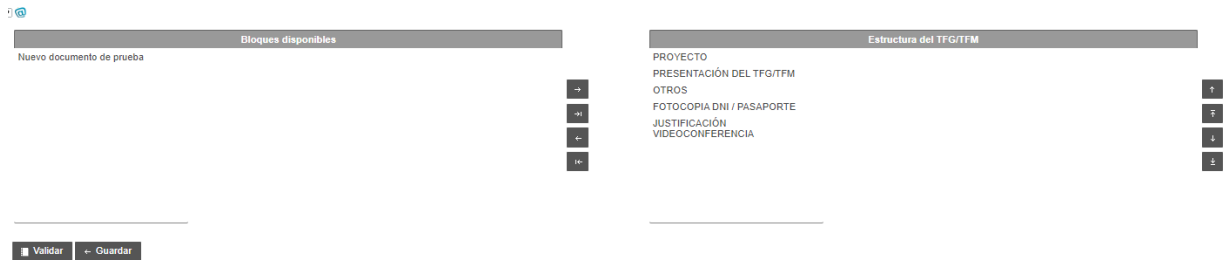 Bloques disponibles
Nuevo documento de prueba
Estructura del TFG/TFM
PROYECTO
PRESENTACIÓN DEL TFG/TFM
OTROS
FOTOCOPIA DNI / PASAPORTE
JUSTIFICACIÓN
VIDEOCONFERENCIA
Validar
← Guardar